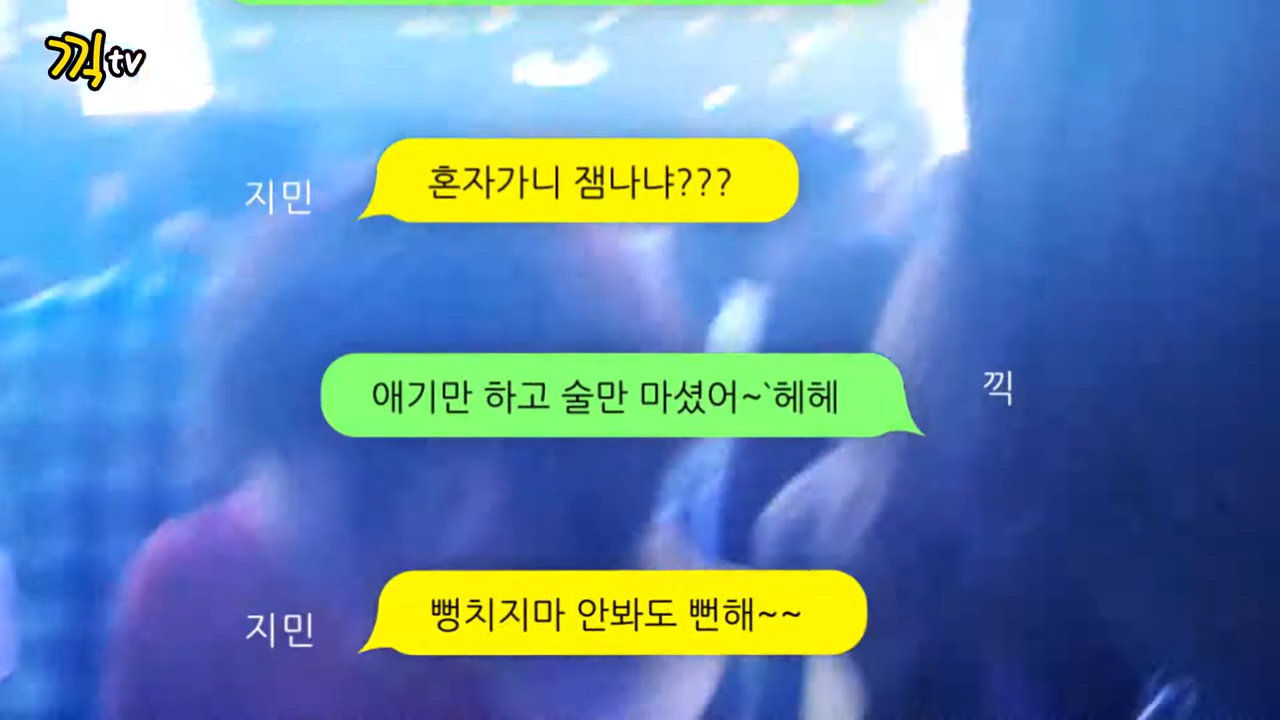 끽tv
지민
혼자가니 잼나냐???
애기만 하고 술만 마셨어~`헤헤
끽
지민
뻥치지마 안봐도 뻔해~~